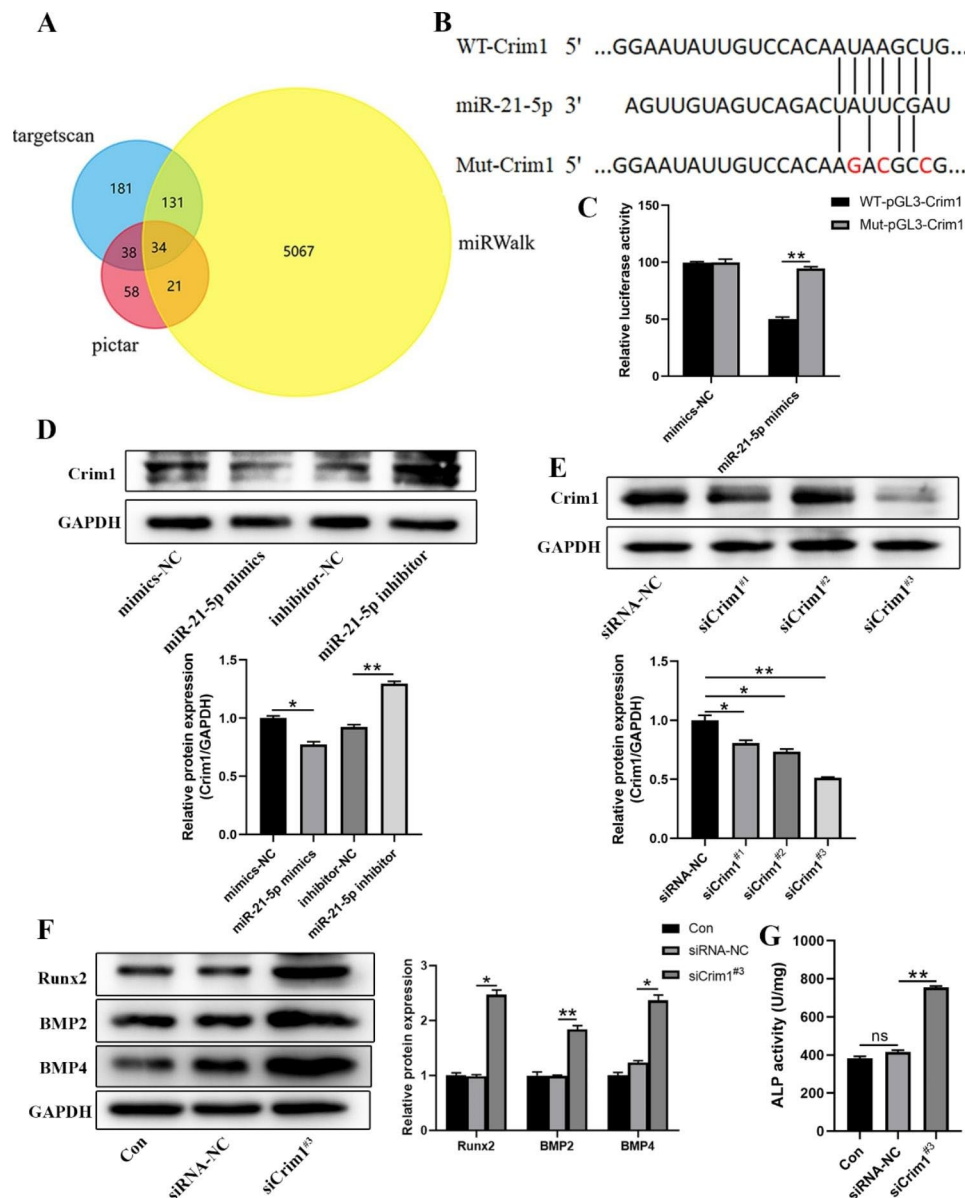 A
targetscan
181
131
38
34
5067
miRWalk
58
21
pictar
B
WT-Crim1 5' ...GGAAUAUUGUCCACAAUAAGCUG...
miR-21-5p 3' AGUUGUAGUCAGACUAUUCGAU
Mut-Crim1 5' ...GGAAUAUUGUCCACAAGACGCCG...
C
WT-pGL3-Crim1
Mut-pGL3-Crim1
Relative luciferase activity
150
100
50
0
**
mimics-NC
miR-21-5p mimics
D
Crim1
GAPDH
mimics-NC
miR-21-5p mimics
inhibitor-NC
miR-21-5p inhibitor
Relative protein expression
(Crim1/GAPDH)
1.5
1.0
0.5
0.0
*
**
mimics-NC
miR-21-5p mimics
inhibitor-NC
miR-21-5p inhibitor
E
Crim1
GAPDH
siRNA-NC
siCrim1#1
siCrim1#2
siCrim1#3
Relative protein expression
(Crim1/GAPDH)
1.5
1.0
0.5
0.0
**
*
*
siRNA-NC
siCrim1#1
siCrim1#2
siCrim1#3
F
Runx2
BMP2
BMP4
GAPDH
Con
siRNA-NC
siCrim1#3
Con
siRNA-NC
siCrim1#3
Relative protein expression
3
2
1
0
*
**
*
Runx2
BMP2
BMP4
G
ALP activity (U/mg)
1000
800
600
400
200
0
ns
**
Con
siRNA-NC
siCrim1#3